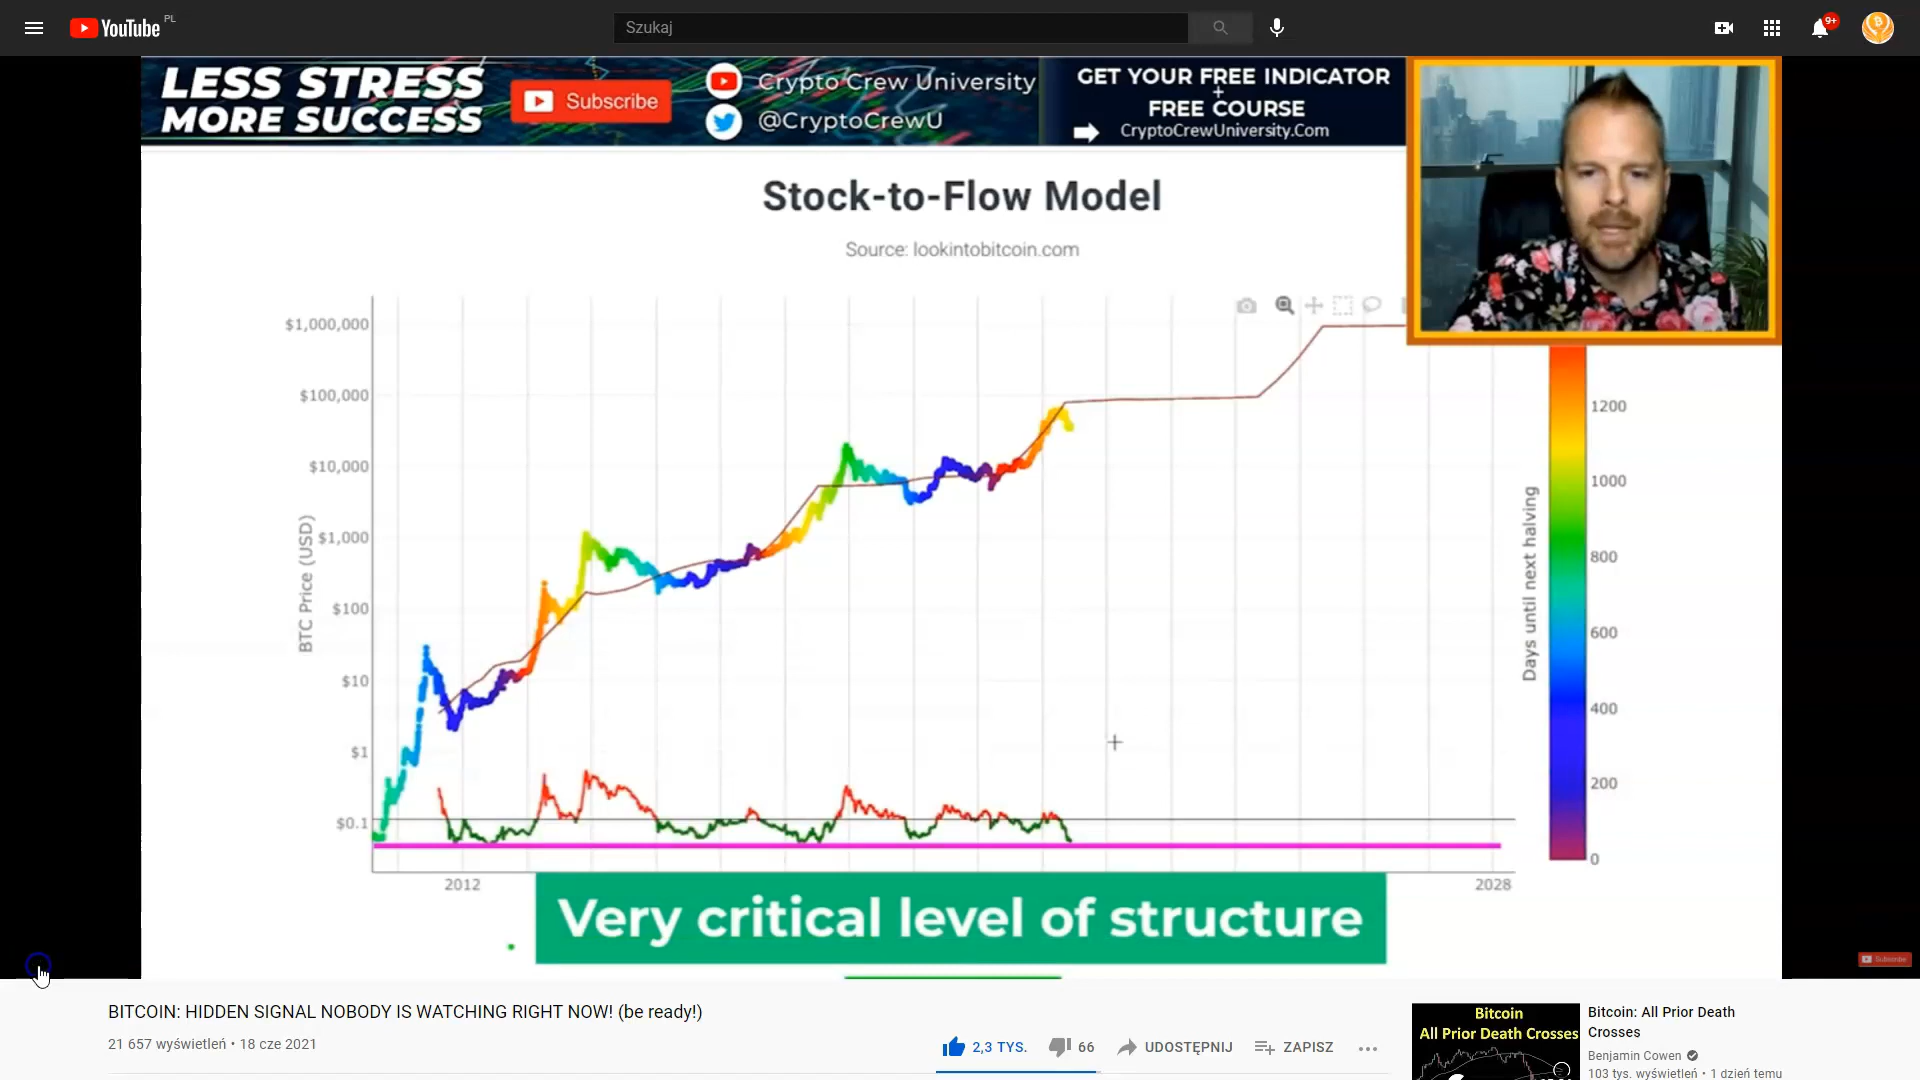 YouTube PL
Szukaj
9+
LESS STRESS
MORE SUCCESS
Subscribe
Crypto Crew University
@CryptoCrewU
GET YOUR FREE INDICATOR
+
FREE COURSE
CryptoCrewUniversity.Com
Stock-to-Flow Model
Source: lookintobitcoin.com
$1,000,000
$100,000
$10,000
$1,000
$100
$10
$1
$0.1
BTC Price (USD)
2012
2028
1200
1000
800
600
400
200
0
Days until next halving
Very critical level of structure
Subscribe
BITCOIN: HIDDEN SIGNAL NOBODY IS WATCHING RIGHT NOW! (be ready!)
21 657 wyświetleń • 18 cze 2021
2,3 TYS.
66
UDOSTĘPNIJ
ZAPISZ
Bitcoin
All Prior Death Crosses
Bitcoin: All Prior Death
Crosses
Benjamin Cowen
103 tys. wyświetleń • 1 dzień temu